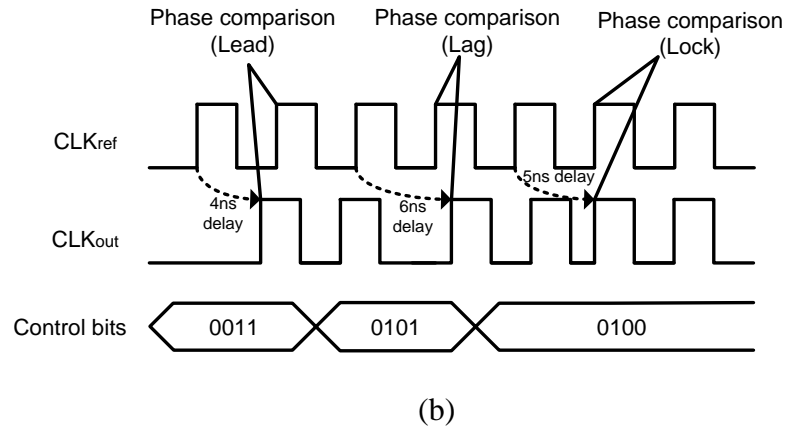 Phase comparison
(Lead)
Phase comparison
(Lag)
Phase comparison
(Lock)
CLKref
4ns
delay
6ns
delay
5ns delay
CLKout
Control bits
0011
0101
0100
(b)